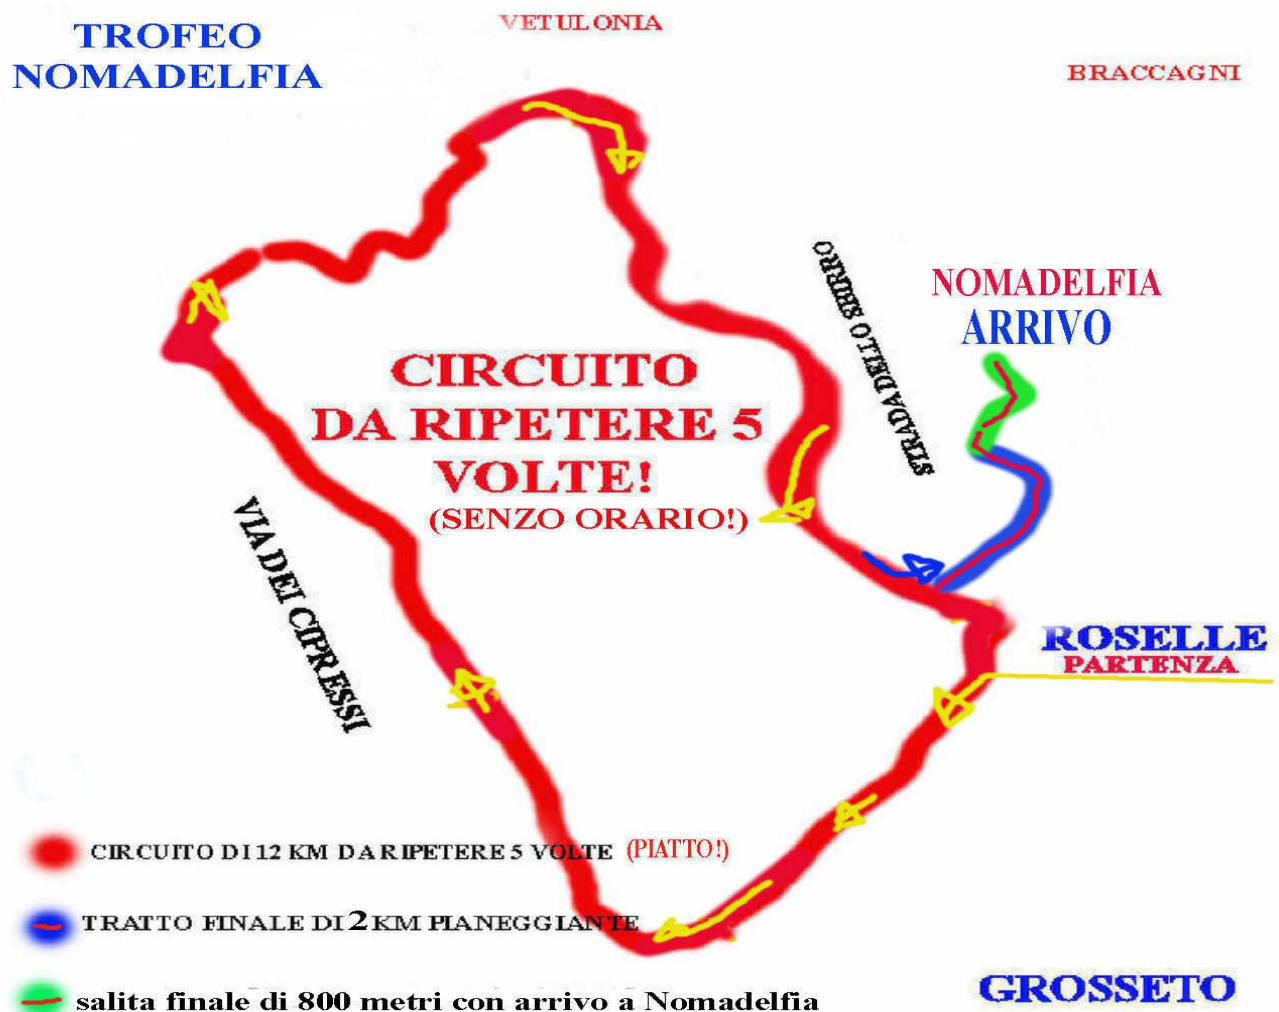 TROFEO
NOMADELFIA
VETULONIA
BRACCAGNI
STRADA DELLO SBIRRO
NOMADELFIA
ARRIVO
CIRCUITO
DA RIPETERE 5
VOLTE!
(SENZO ORARIO!)
VIA DEI CIPRESSI
ROSELLE
PARTENZA
CIRCUITO DI 12 KM DA RIPETERE 5 VOLTE (PIATTO!)
TRATTO FINALE DI 2 KM PIANEGGIANTE
salita finale di 800 metri con arrivo a Nomadelfia
GROSSETO